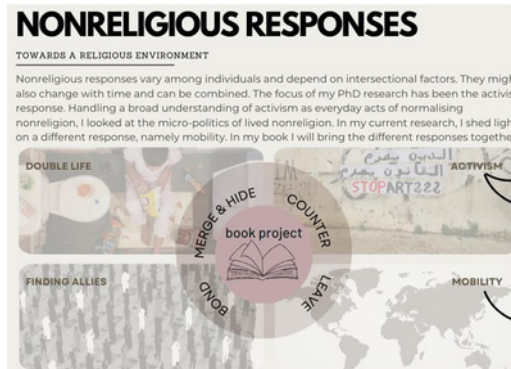 NONRELIGIOUS RESPONSES
TOWARDS A RELIGIOUS ENVIRONMENT
Nonreligious responses vary among individuals and depend on intersectional factors. They migh
also change with time and can be combined. The focus of my PhD research has been the activis
response. Handling a broad understanding of activism as everyday acts of normalising
nonreligion, I looked at the micro-politics of lived nonreligion. In my current research, I shed ligh
on a different response, namely mobility. In my book I will bring the different responses togethe
DOUBLE LIFE
ACTIVISM
STOP
MERGE & HIDE
COUNTER
book project
BOND
LEAVE
FINDING ALLIES
MOBILITY